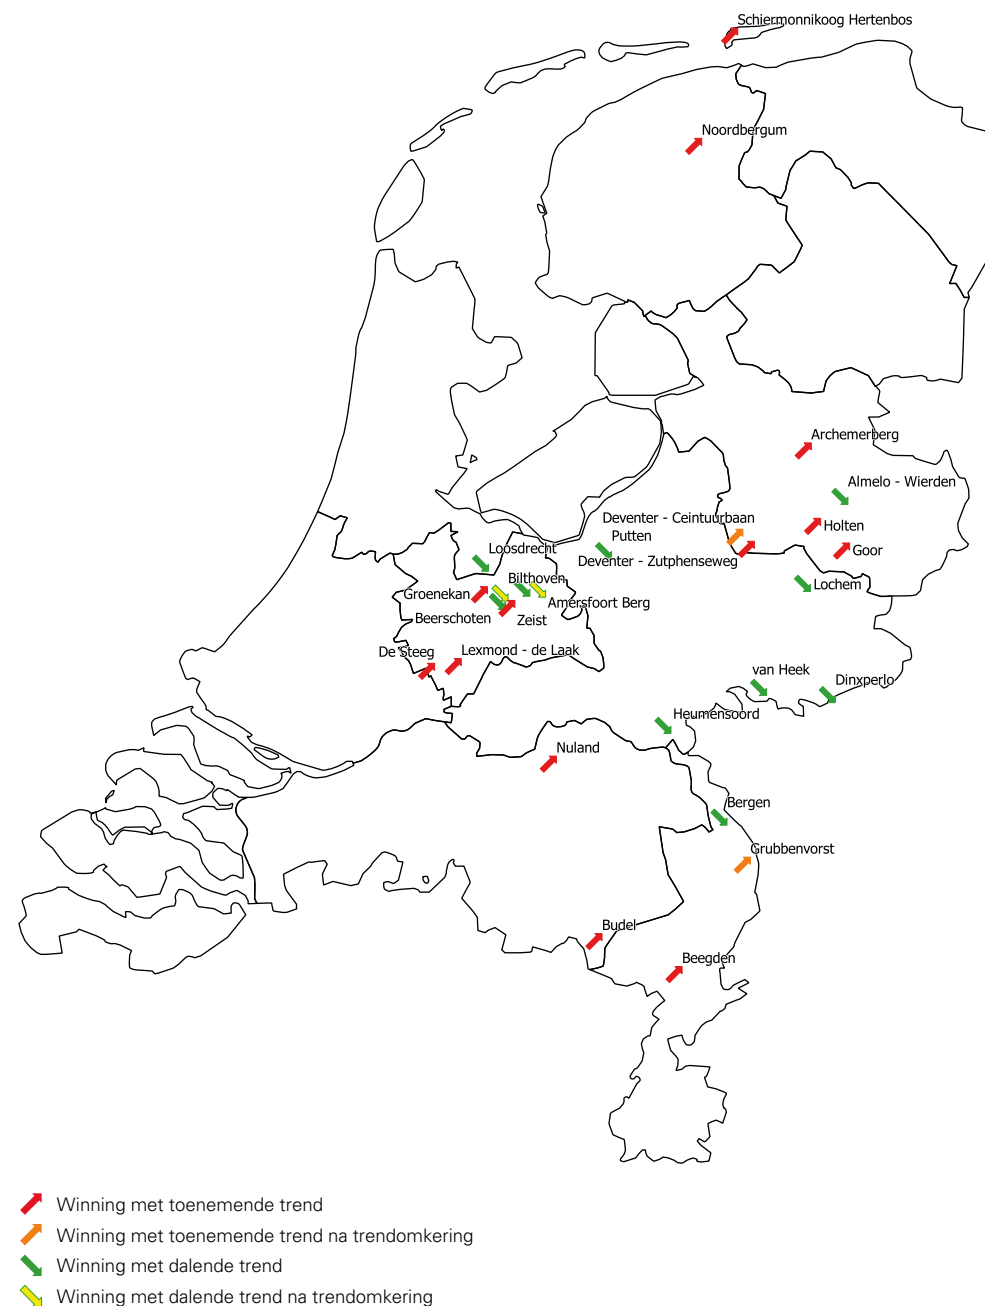 Schiermonnikoog Hertenbos
Noordbergum
Archemerberg
Almelo - Wierden
Deventer - Ceintuurbaan
Holten
Putten
Goor
Loosdrecht
Deventer - Zutphenseweg
Bilthoven
Lochem
Groenekan
Amersfoort Berg
Beerschoten
Zeist
De Steeg
Lexmond - de Laak
van Heek
Dinxperlo
Heumensoord
Nuland
Bergen
Grubbenvorst
Budel
Beegden
Winning met toenemende trend
Winning met toenemende trend na trendomkering
Winning met dalende trend
Winning met dalende trend na trendomkering